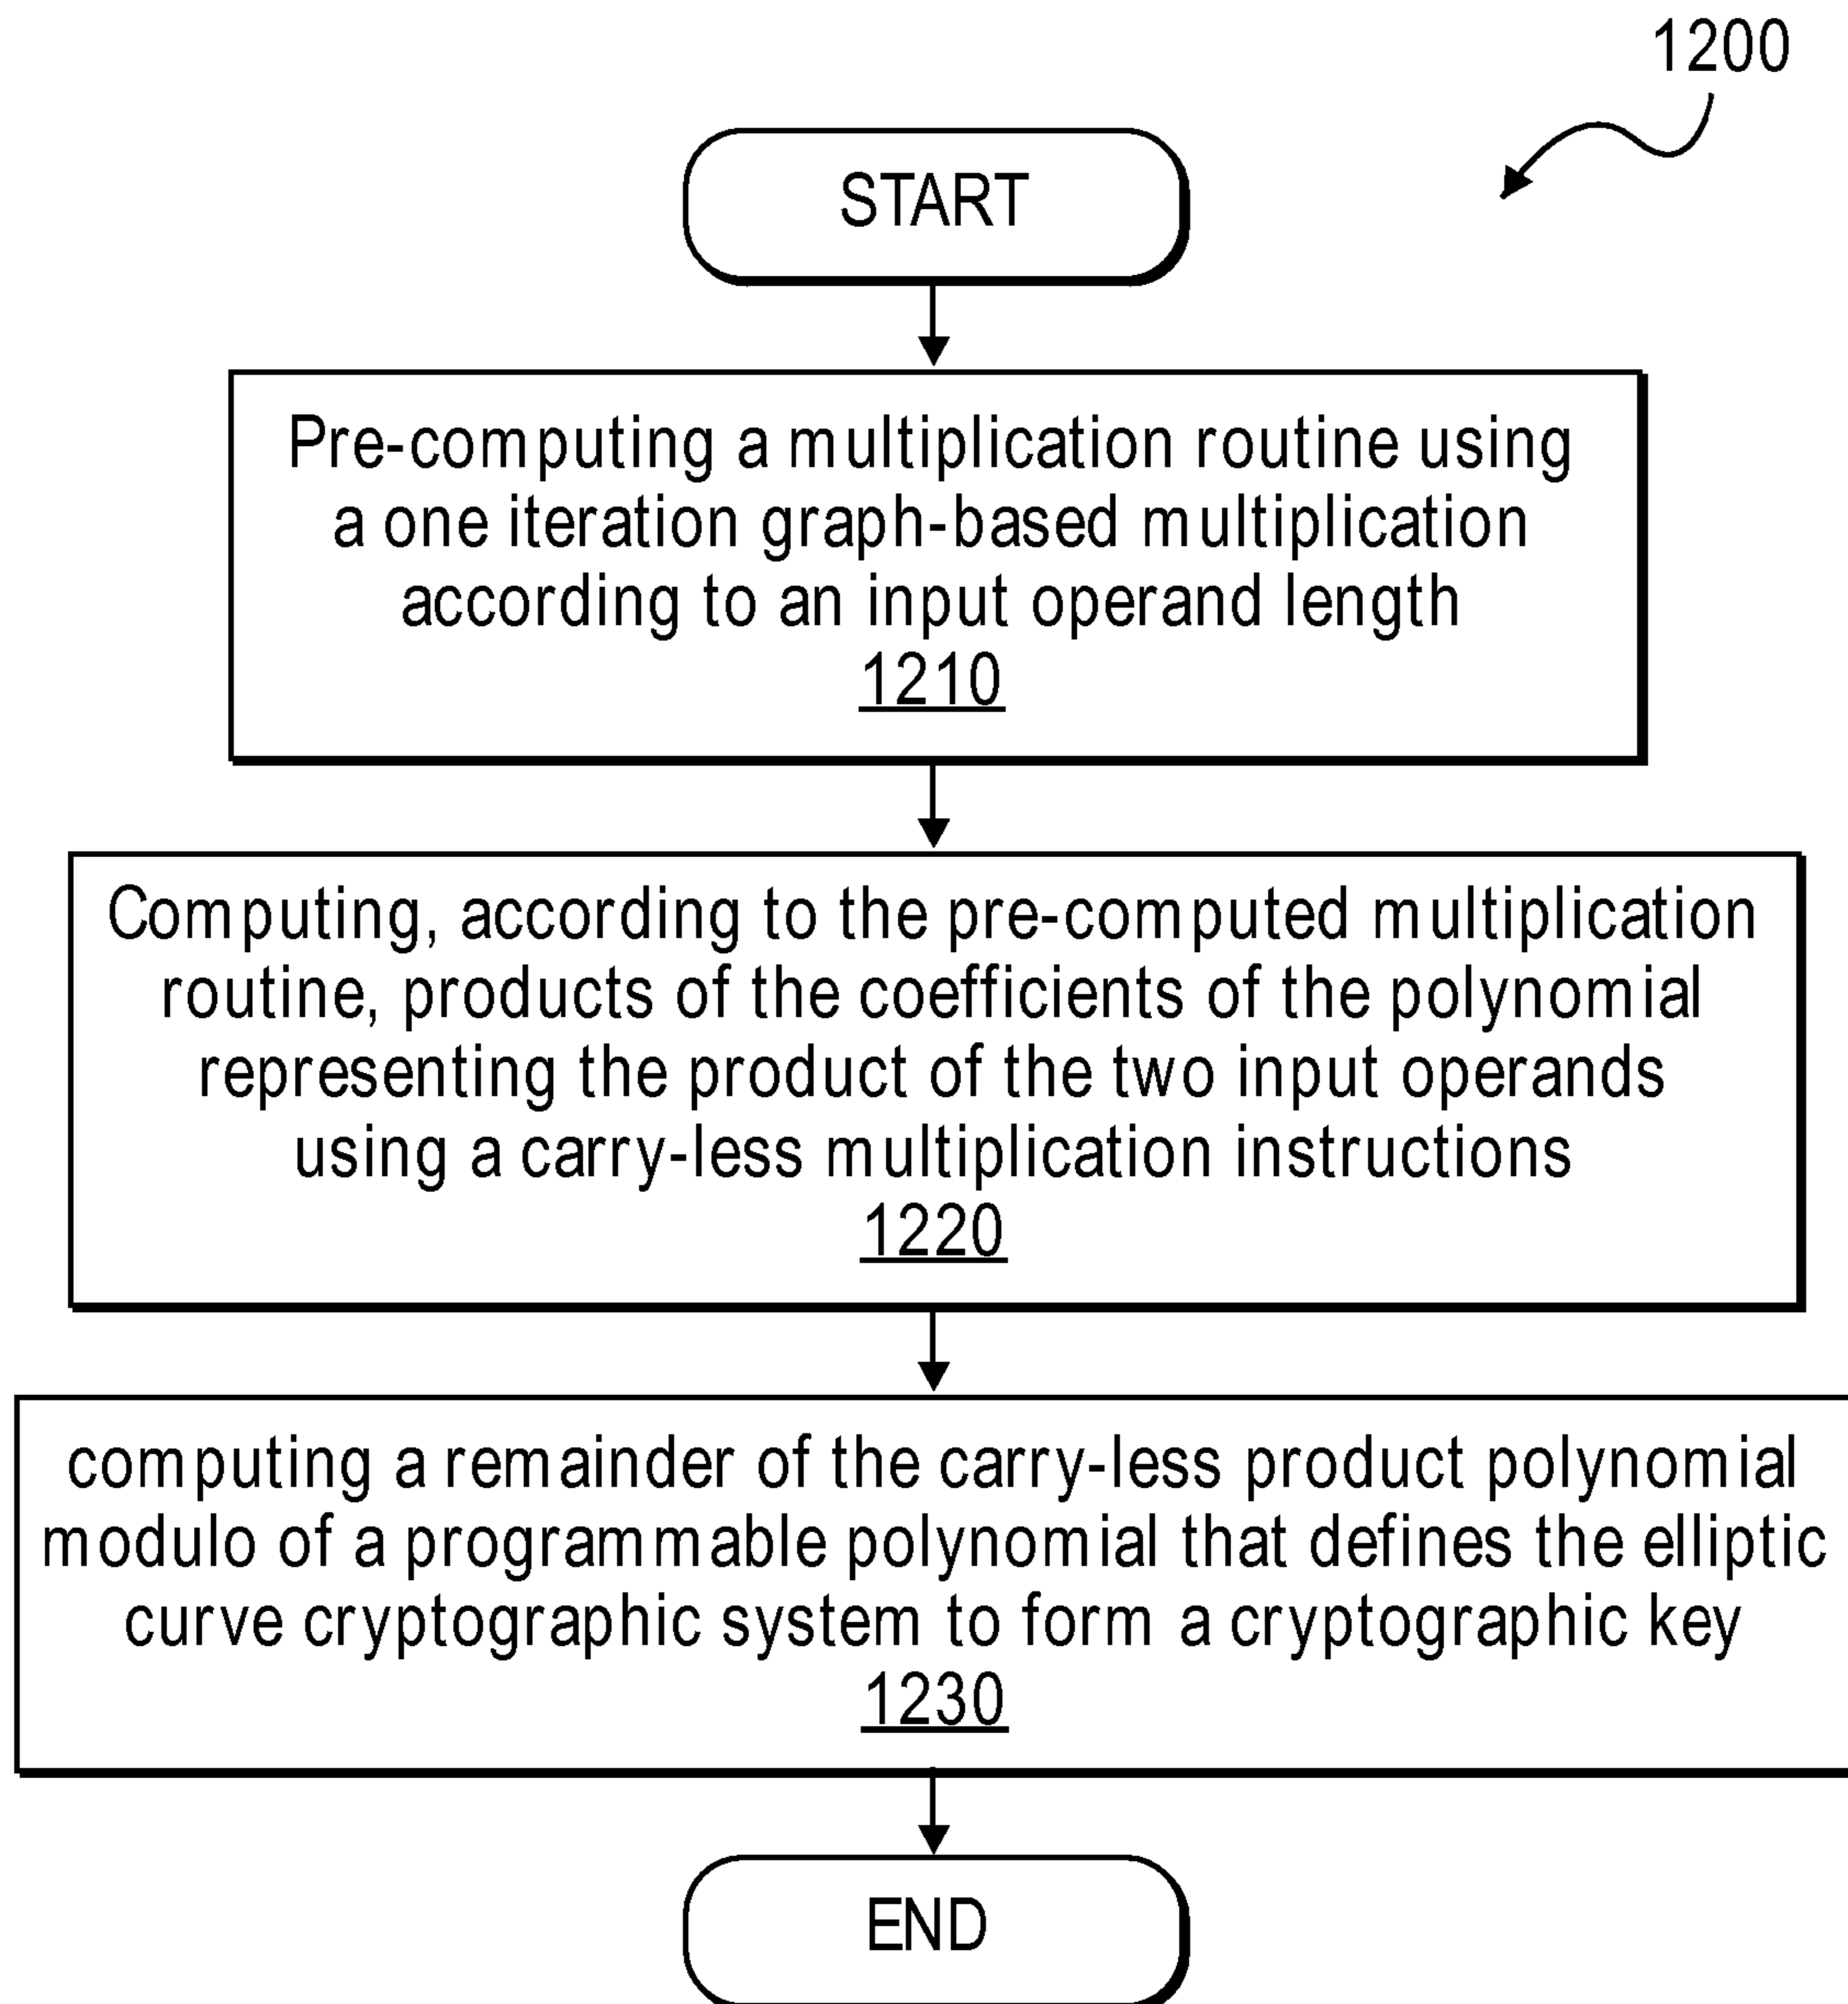 1200
START
Pre-computing a multiplication routine using
a one iteration graph-based multiplication
according to an input operand length
1210
Computing, according to the pre-computed multiplication
routine, products of the coefficients of the polynomial
representing the product of the two input operands
using a carry-less multiplication instructions
1220
computing a remainder of the carry-less product polynomial
modulo of a programmable polynomial that defines the elliptic
curve cryptographic system to form a cryptographic key
1230
END